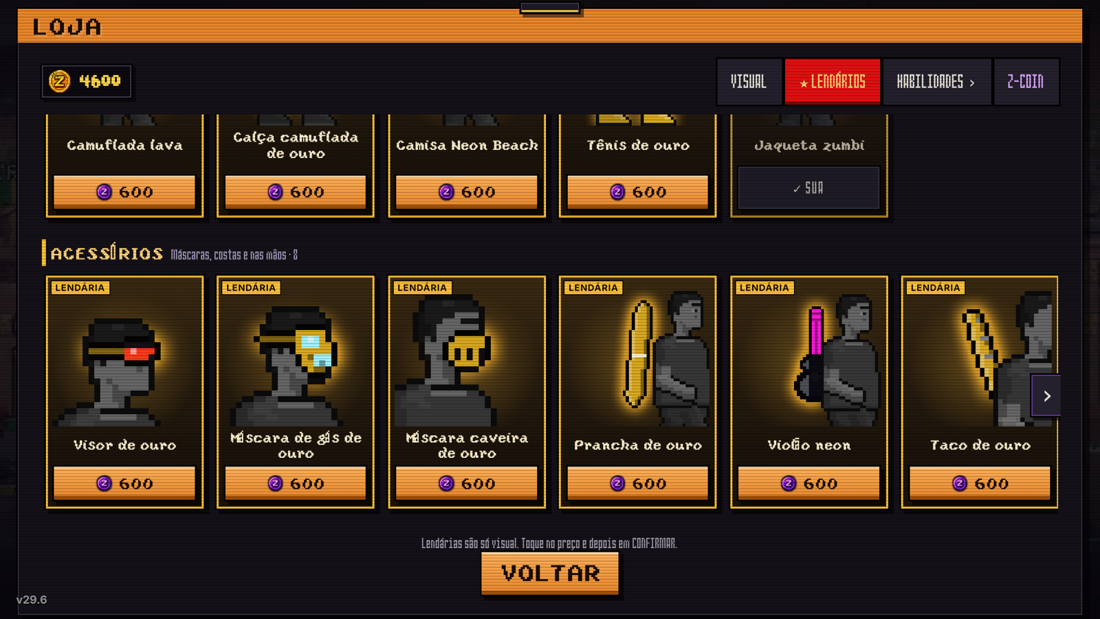 LOJA
4600
VISUAL
★ LENDÁRIOS
HABILIDADES ›
Z-COIN
Camuflada lava
Calça camuflada
de ouro
Camisa Neon Beach
Tênis de ouro
Jaqueta zumbi
600
600
600
600
✓ SUA
ACESSÓRIOS
Máscaras, costas e nas mãos · 8
LENDÁRIA
LENDÁRIA
LENDÁRIA
LENDÁRIA
LENDÁRIA
LENDÁRIA
Visor de ouro
Máscara de gás de
ouro
Máscara caveira
de ouro
Prancha de ouro
Violão neon
Taco de ouro
600
600
600
600
600
600
Lendárias são só visual. Toque no preço e depois em CONFIRMAR.
VOLTAR
v29.6